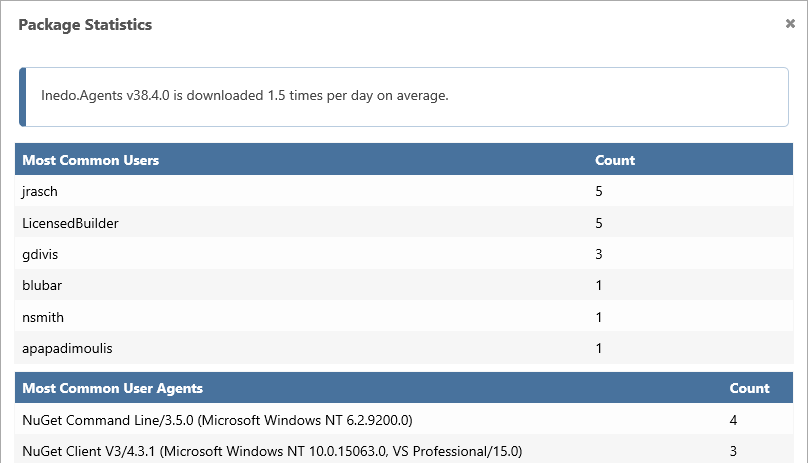 Package Statistics ×
Inedo.Agents v38.4.0 is downloaded 1.5 times per day on average.
Most Common Users Count
jrasch 5
LicensedBuilder 5
gdivis 3
blubar 1
nsmith 1
apapadimoulis 1
Most Common User Agents Count
NuGet Command Line/3.5.0 (Microsoft Windows NT 6.2.9200.0) 4
NuGet Client V3/4.3.1 (Microsoft Windows NT 10.0.15063.0, VS Professional/15.0) 3